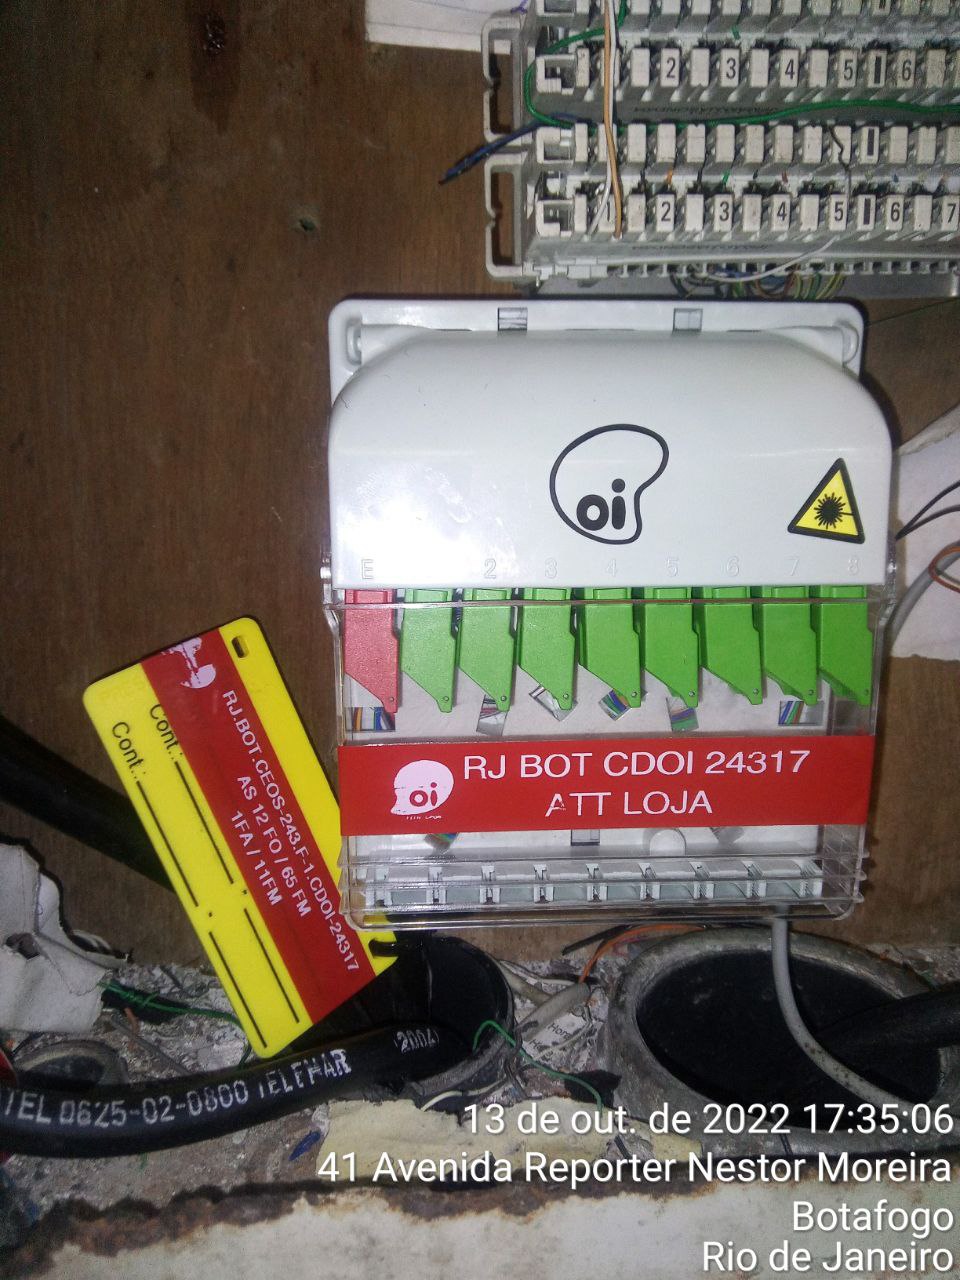 2 3 4 5 6
1 2 3 4 5 6 7
oi
E 2 3 4 5 6 7 8
oi
RJ BOT CDOI 24317
ATT LOJA
RJ.BOT.CEOS-243.F-1.CDOI-24317
AS 12 FO / 65 FM
1FA / 11FM
Cont.:
Cont.:
TEL 0625-02-0800 TELEMAR 2004
13 de out. de 2022 17:35:06
41 Avenida Reporter Nestor Moreira
Botafogo
Rio de Janeiro